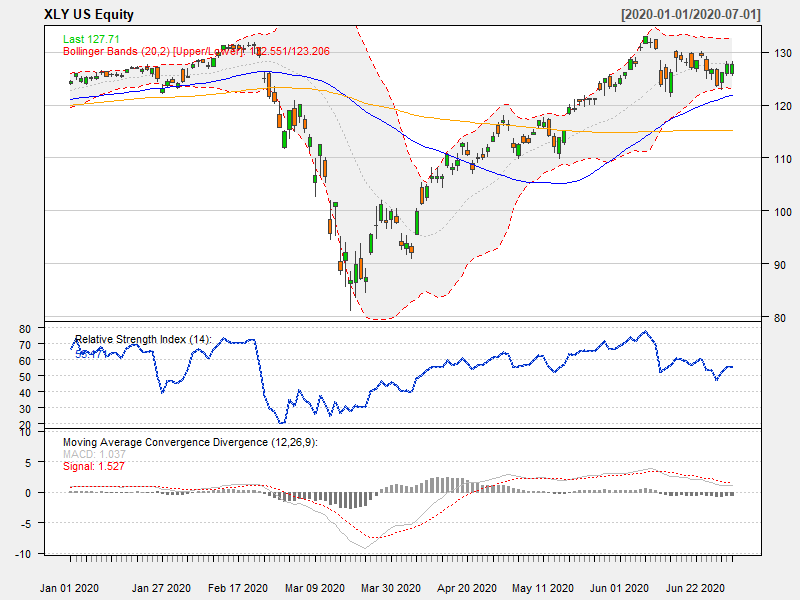 XLY US Equity [2020-01-01/2020-07-01]
Last 127.71
Bollinger Bands (20,2) [Upper/Lower]: 132.551/123.206
130
120
110
100
90
80
Relative Strength Index (14):
80
70
60
50
40
30
20
Moving Average Convergence Divergence (12,26,9):
MACD: 1.037
Signal: 1.527
10
5
0
-5
-10
Jan 01 2020 Jan 27 2020 Feb 17 2020 Mar 09 2020 Mar 30 2020 Apr 20 2020 May 11 2020 Jun 01 2020 Jun 22 2020